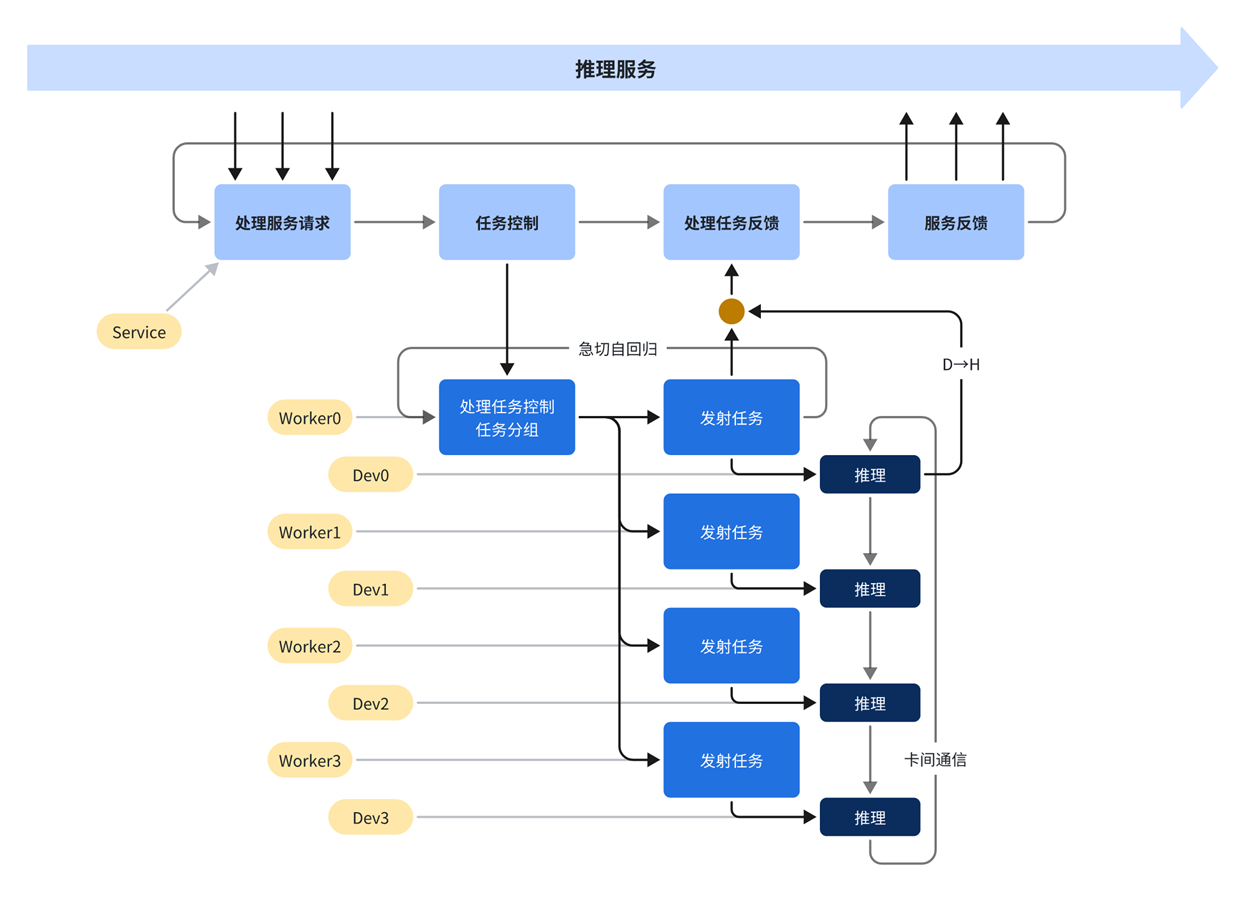 推理服务
处理服务请求
任务控制
处理任务反馈
服务反馈
Service
急切自回归
D→H
Worker0
处理任务控制
任务分组
发射任务
Dev0
推理
Worker1
发射任务
Dev1
推理
Worker2
发射任务
Dev2
推理
Worker3
发射任务
卡间通信
Dev3
推理